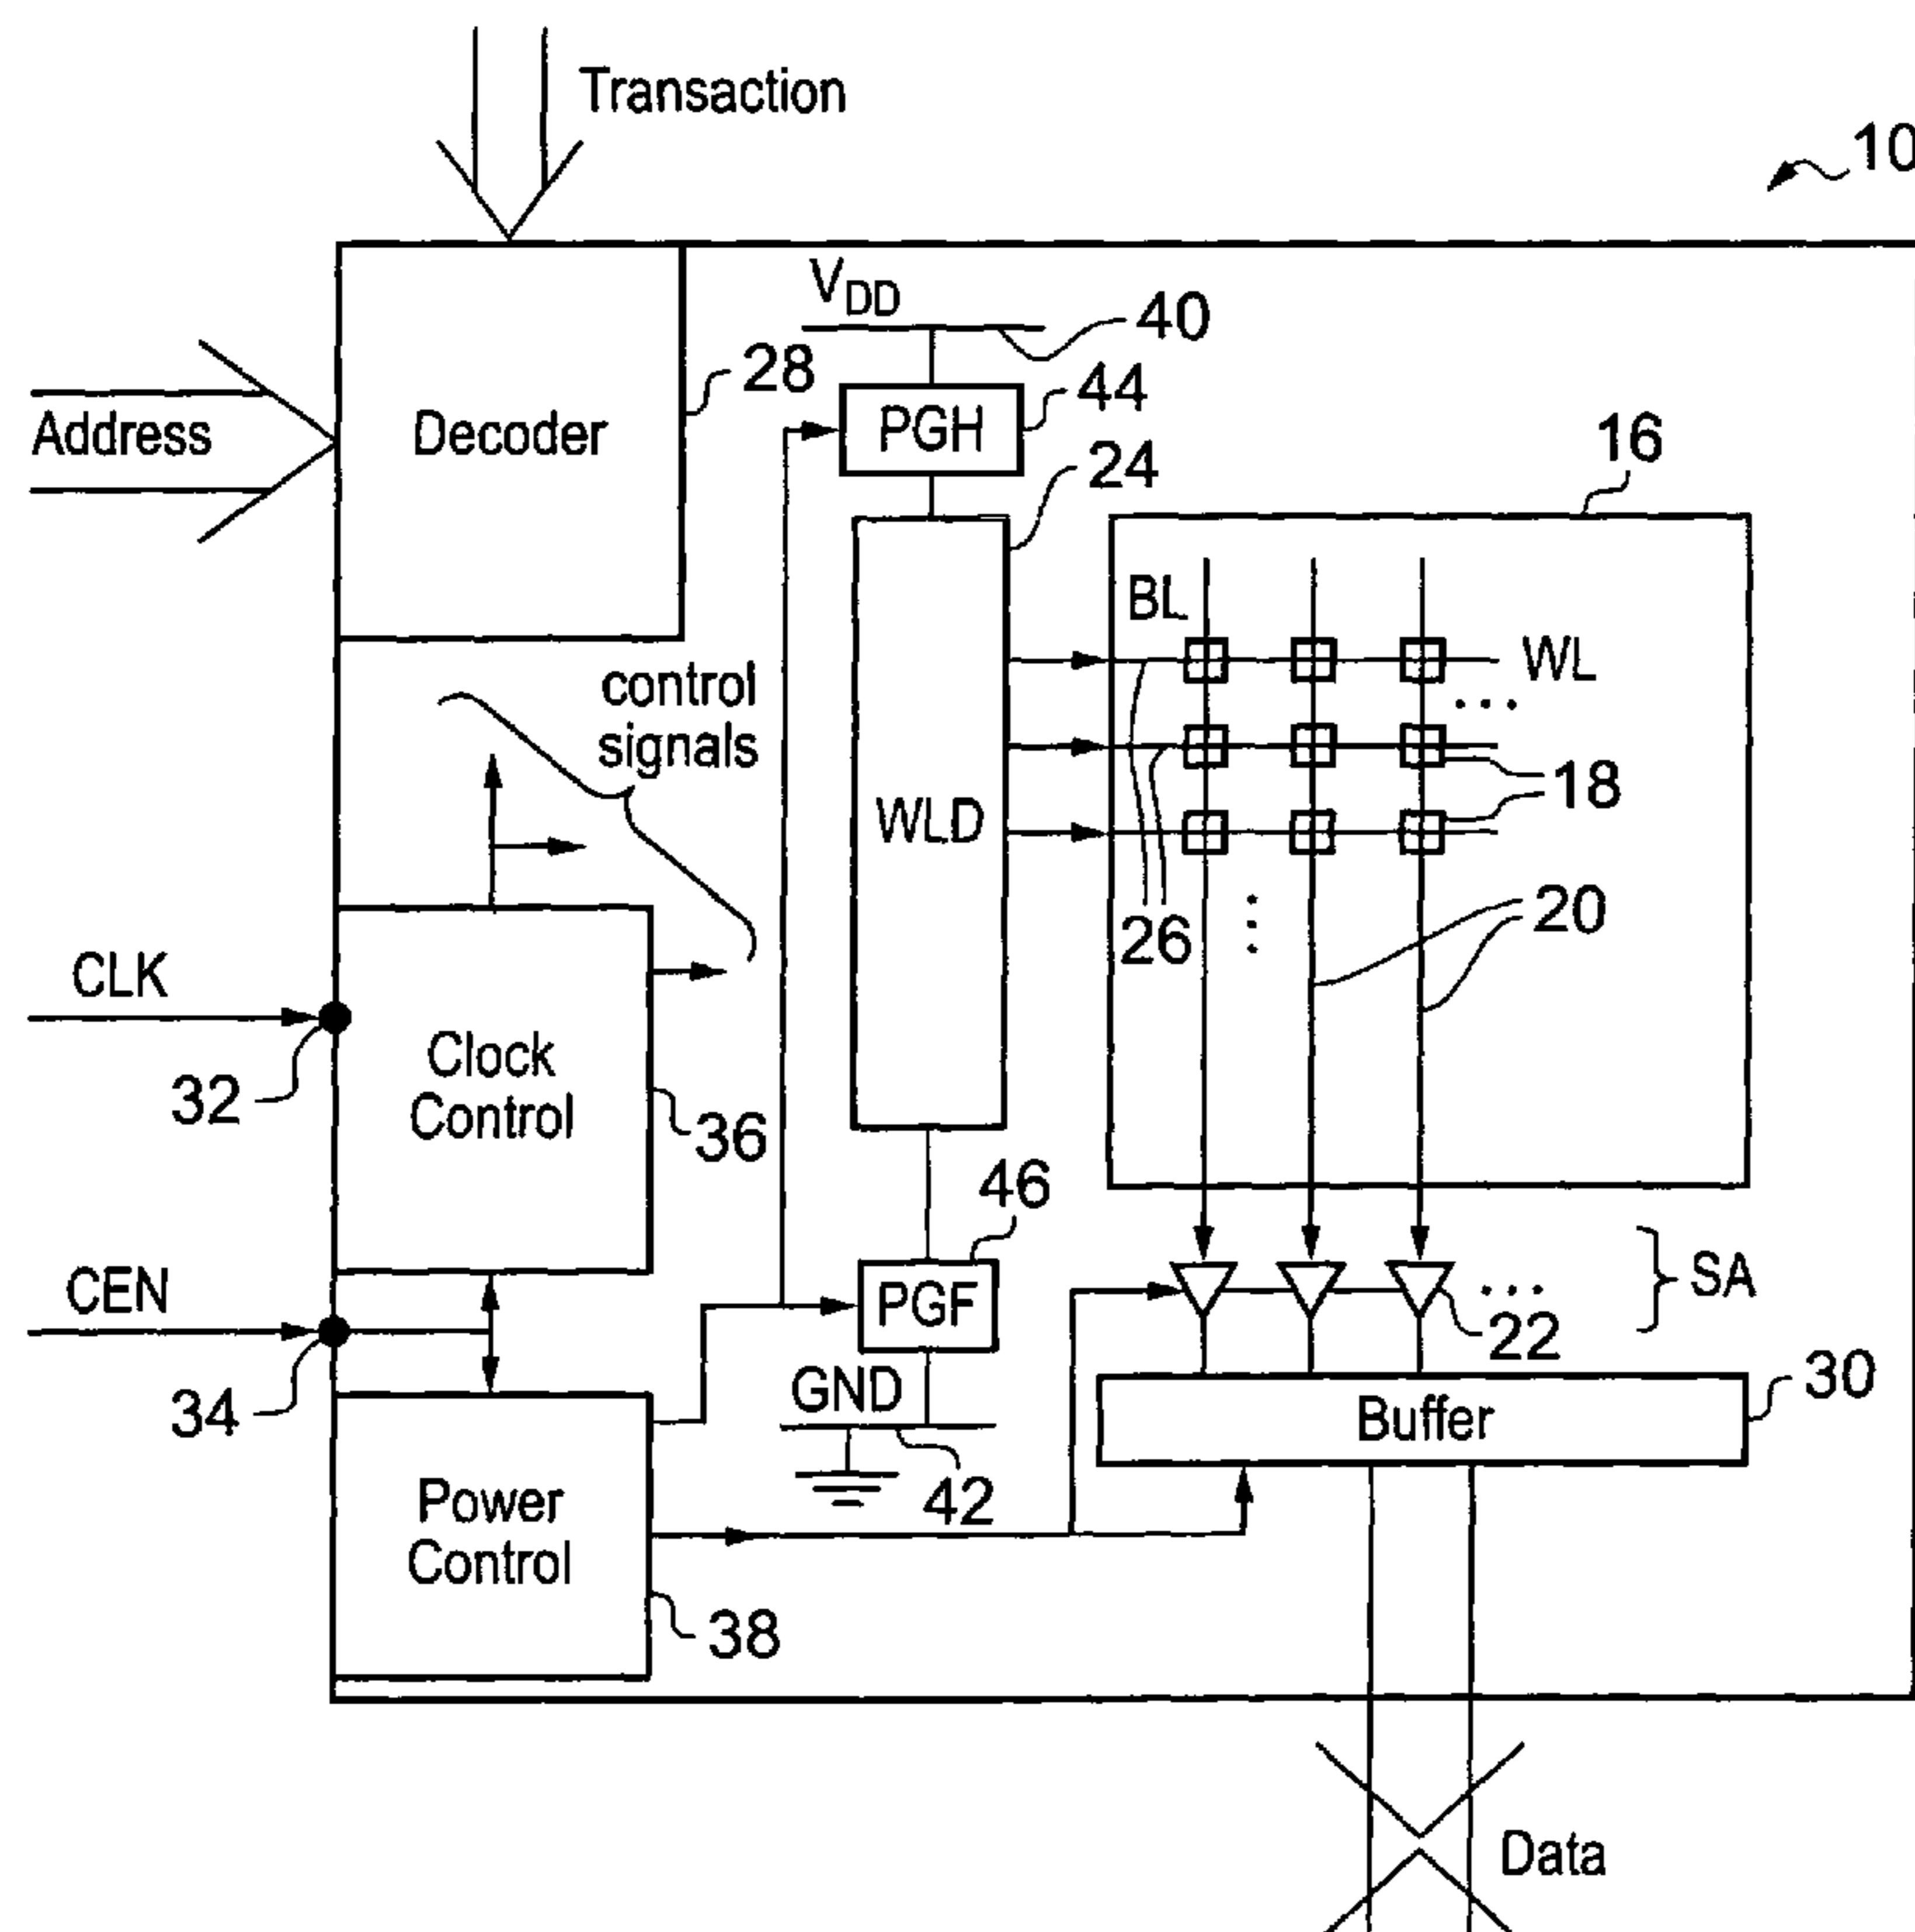 Transaction
10
VDD
40
28
44
Address
Decoder
PGH
24
16
BL
WL
...
control
signals
18
WLD
26
20
CLK
32
Clock
Control
36
46
CEN
34
PGF
SA
...
22
GND
42
30
Buffer
Power
Control
38
Data